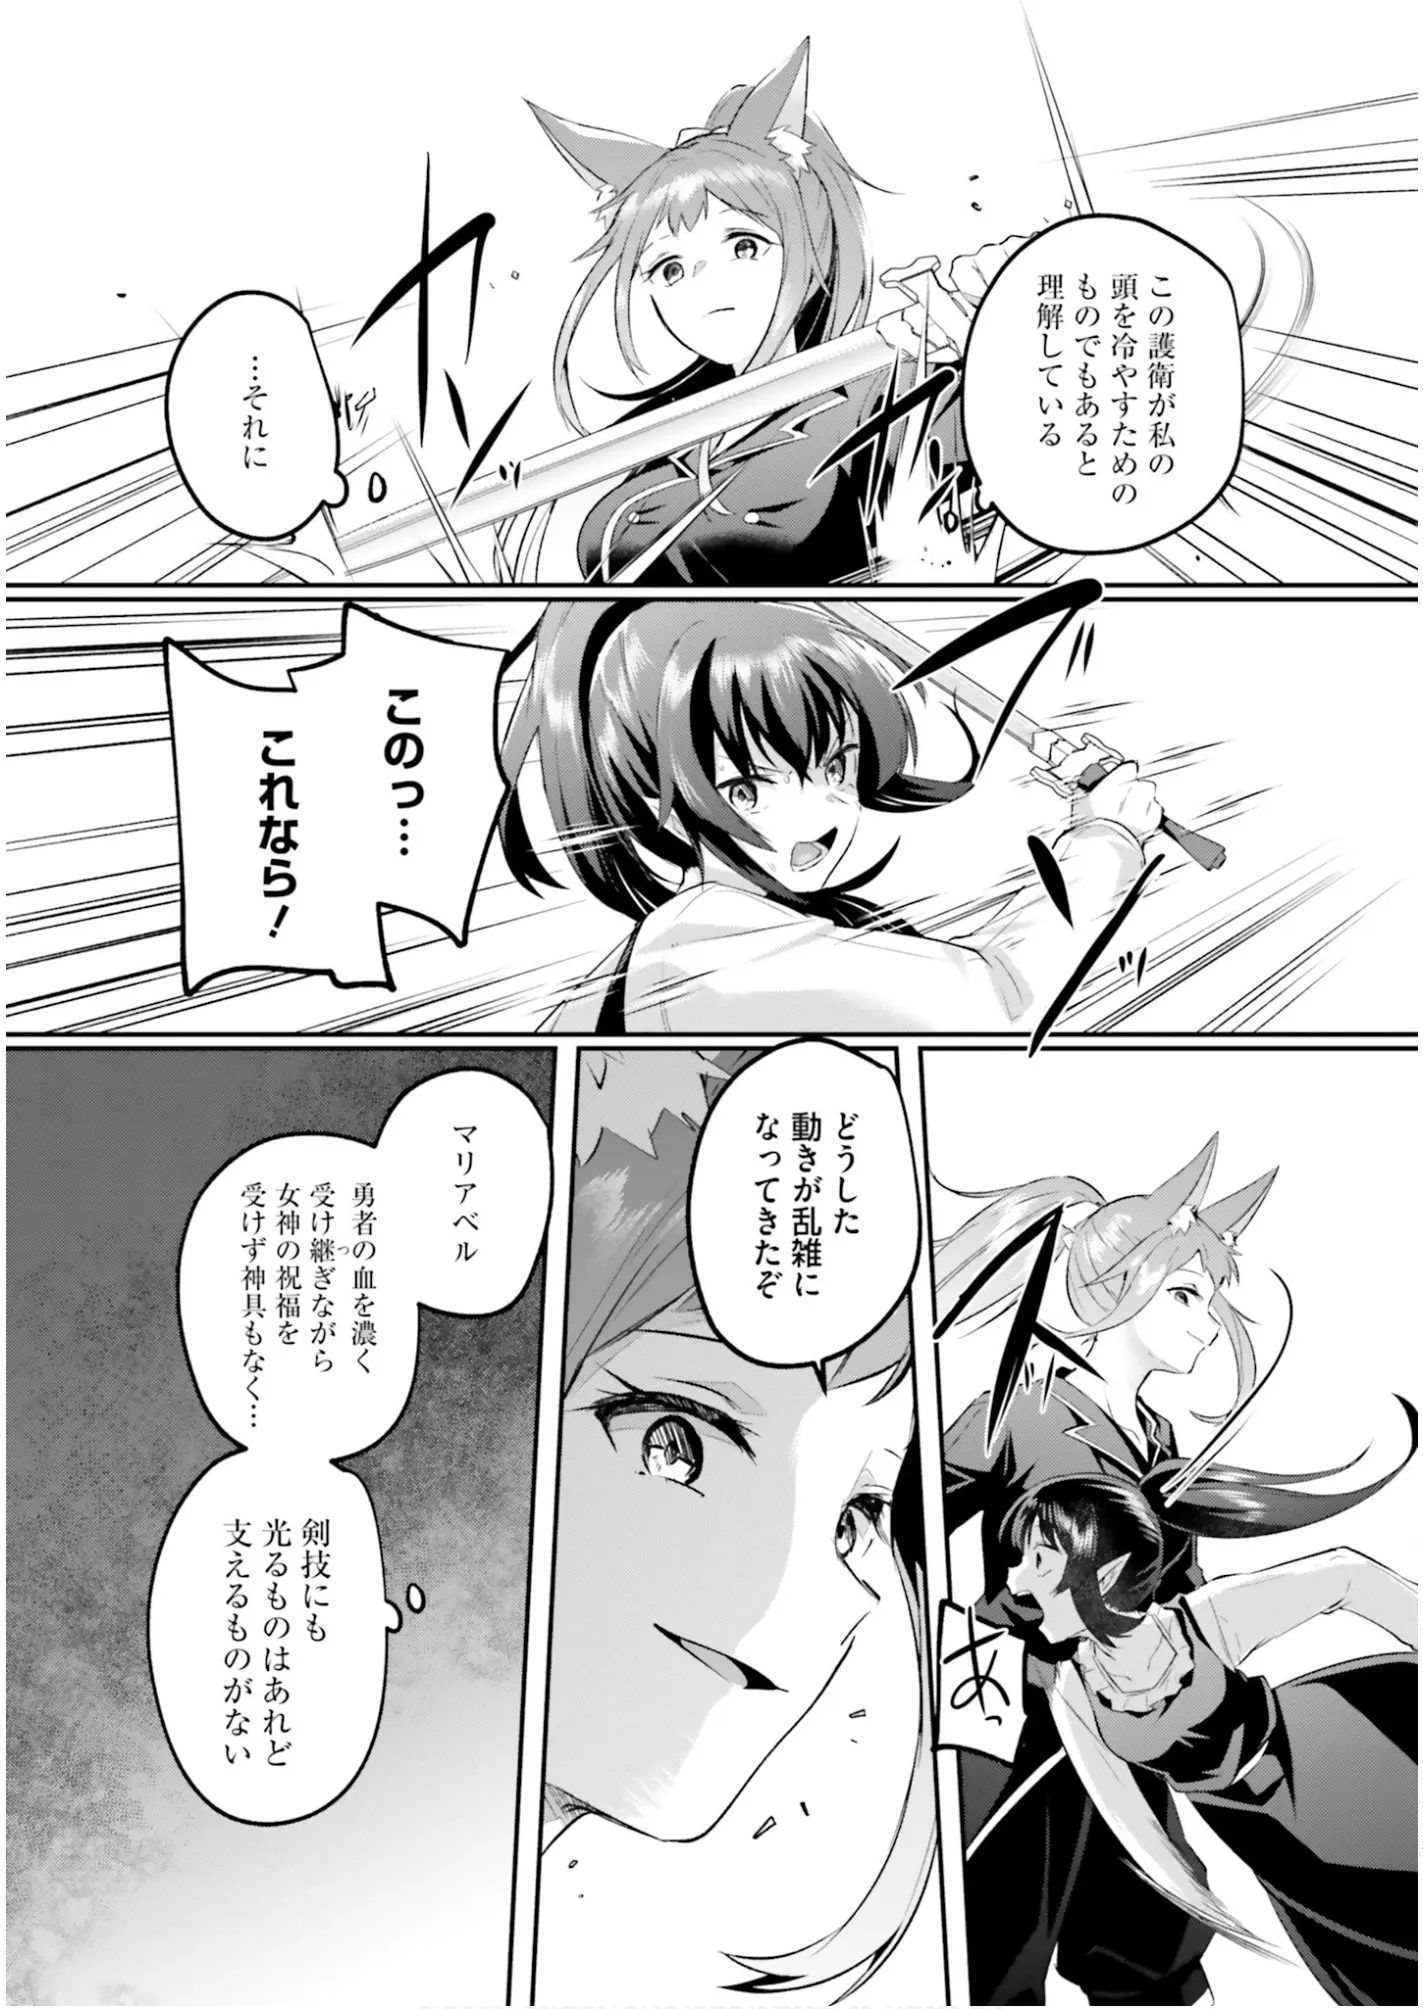 この護衛が私の
頭を冷やすための
ものでもあると
理解している
…それに
このっ…
これなら！
どうした
動きが乱雑に
なってきたぞ
あっ
マリアベル
勇者の血を濃く
受け継ぎながら
女神の祝福を
受けず神具もなく…
剣技にも
光るものはあれど
支えるものがない